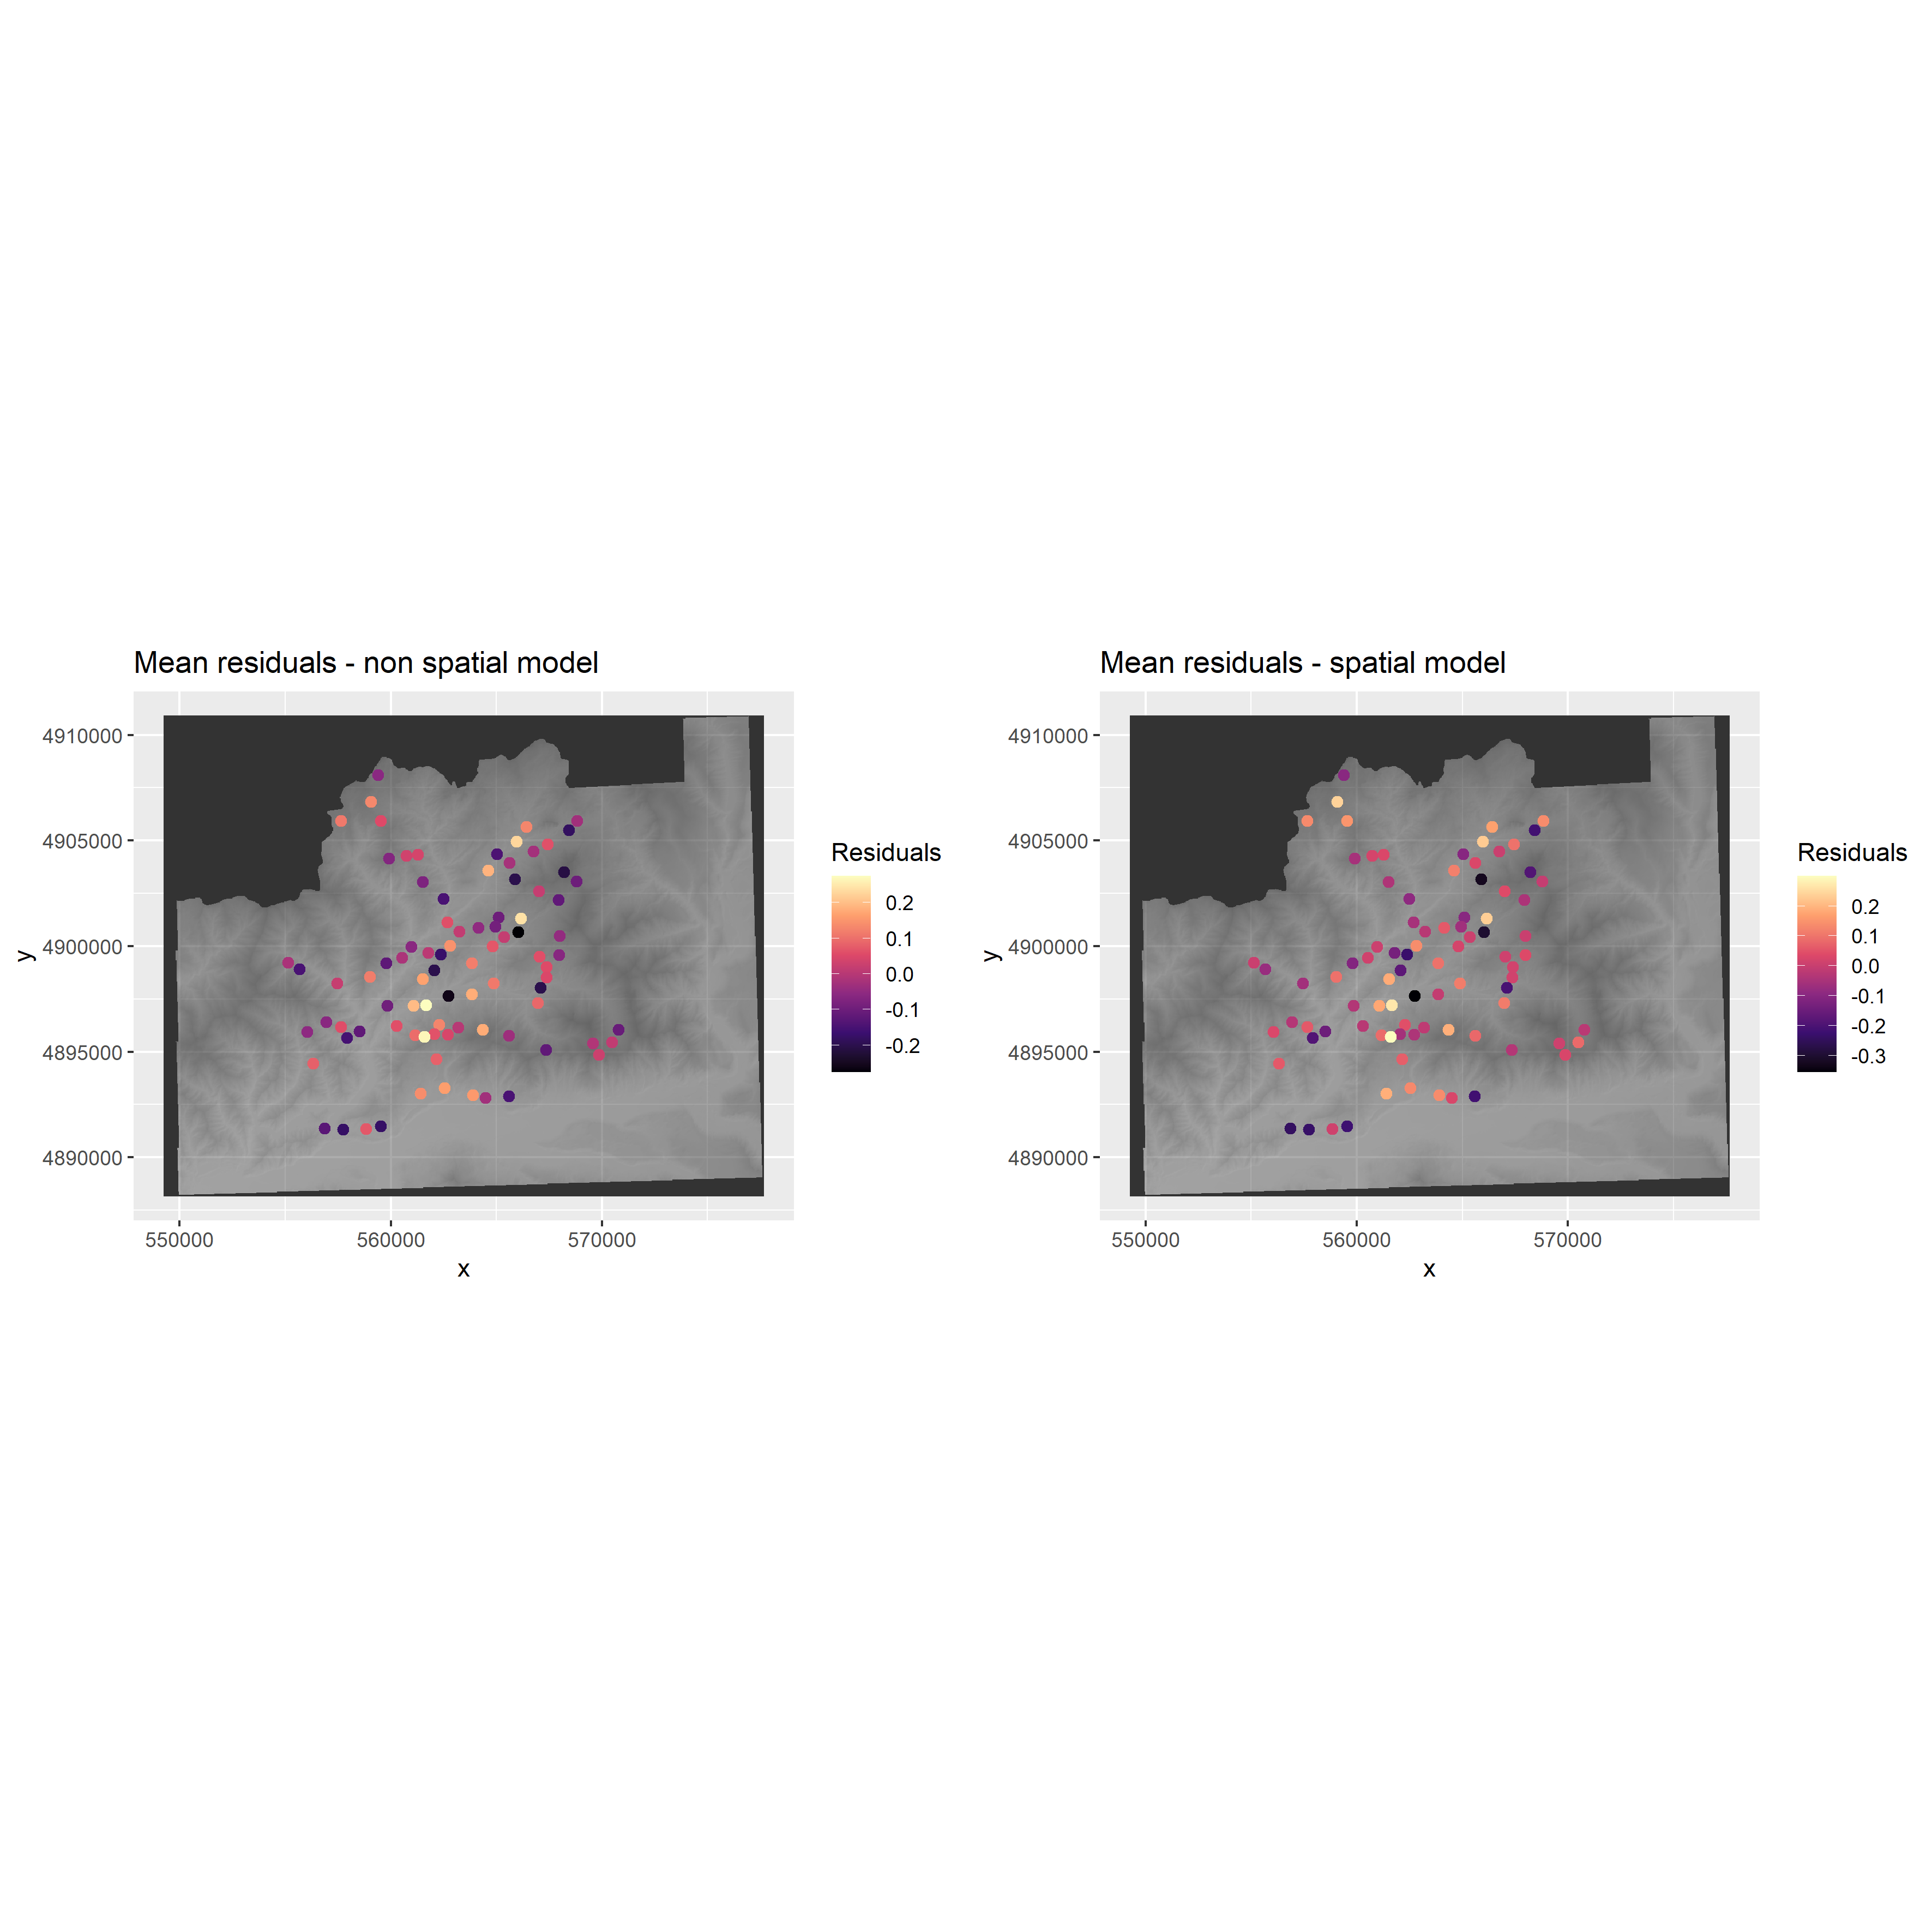 Mean residuals - non spatial model
4910000
4905000
4900000
4895000
4890000
y
550000 560000 570000
x
Residuals
0.2
0.1
0.0
-0.1
-0.2
Mean residuals - spatial model
4910000
4905000
4900000
4895000
4890000
y
550000 560000 570000
x
Residuals
0.2
0.1
0.0
-0.1
-0.2
-0.3